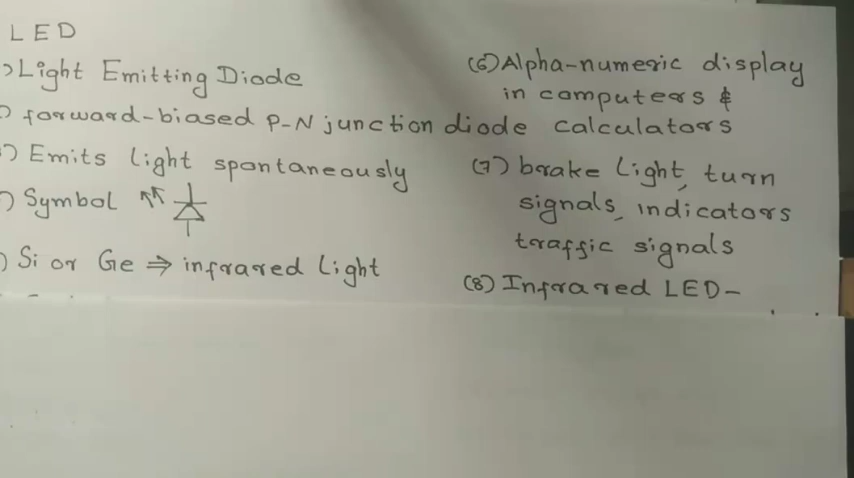 LED
) Light Emitting Diode
) forward-biased P-N junction diode
) Emits light spontaneously
) Symbol
) Si or Ge ⇒ infrared light
(6) Alpha-numeric display
in computers &
calculators
(7) brake light, turn
signals, indicators
traffic signals
(8) Infrared LED-